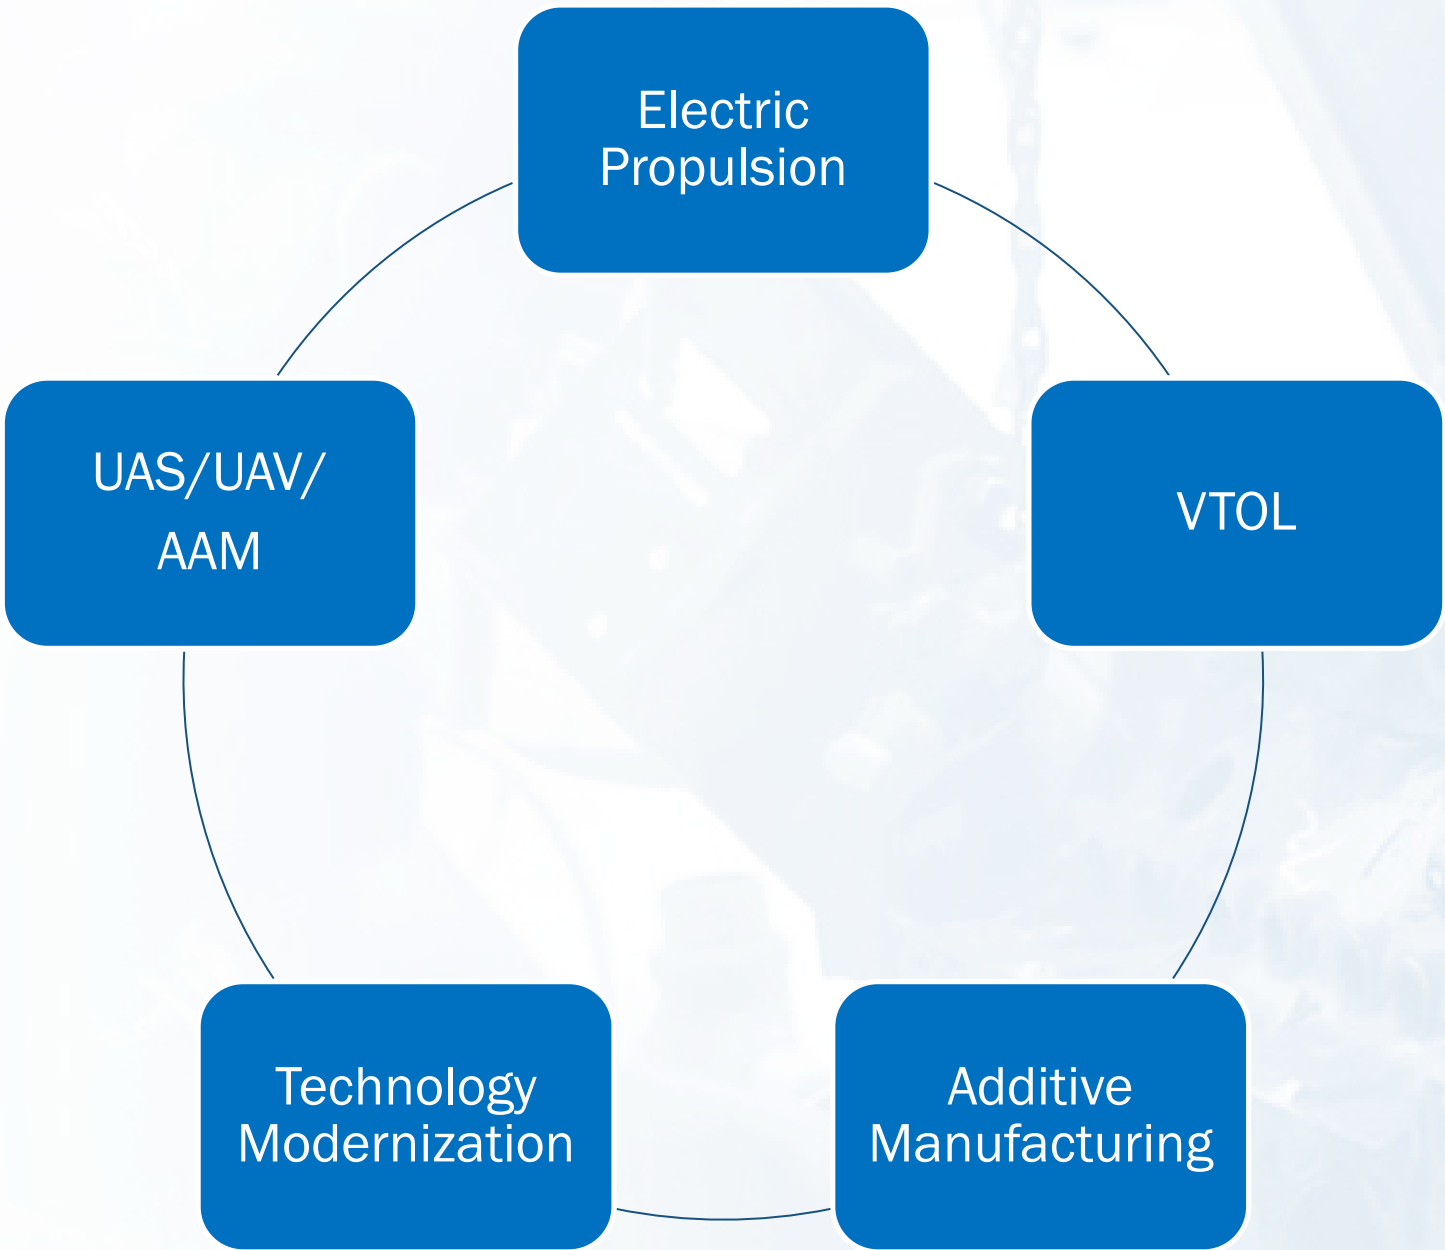 Electric
Propulsion
VTOL
Additive
Manufacturing
Technology
Modernization
UAS/UAV/
AAM